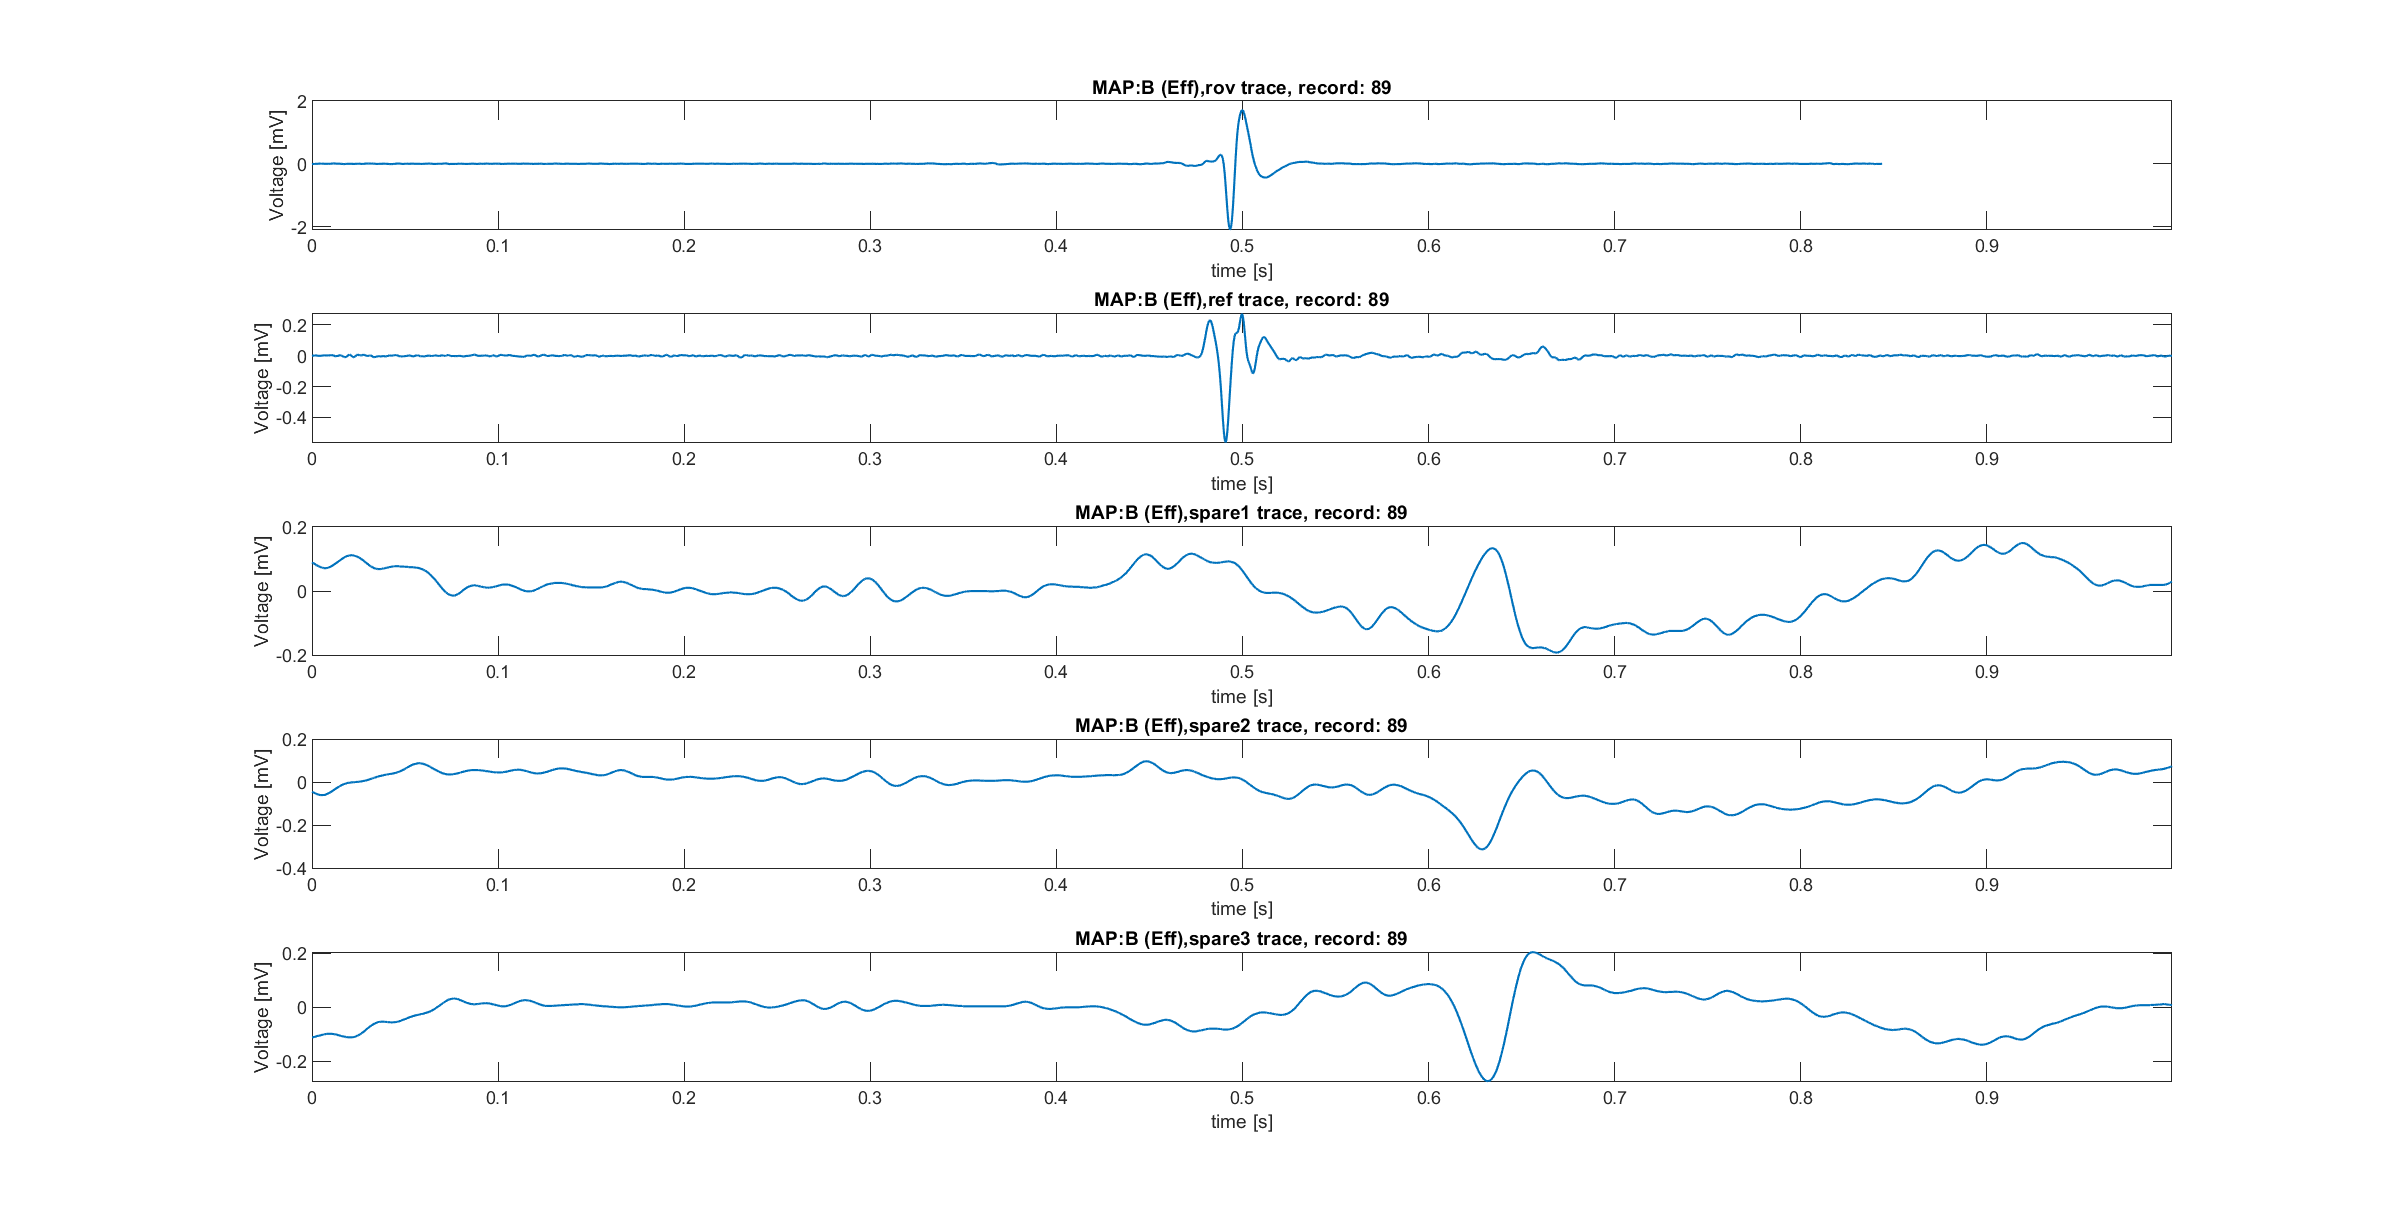 MAP:B (Eff),rov trace, record: 89
Voltage [mV]
2
0
-2
0 0.1 0.2 0.3 0.4 0.5 0.6 0.7 0.8 0.9
time [s]
MAP:B (Eff),ref trace, record: 89
Voltage [mV]
0.2
0
-0.2
-0.4
0 0.1 0.2 0.3 0.4 0.5 0.6 0.7 0.8 0.9
time [s]
MAP:B (Eff),spare1 trace, record: 89
Voltage [mV]
0.2
0
-0.2
0 0.1 0.2 0.3 0.4 0.5 0.6 0.7 0.8 0.9
time [s]
MAP:B (Eff),spare2 trace, record: 89
Voltage [mV]
0.2
0
-0.2
-0.4
0 0.1 0.2 0.3 0.4 0.5 0.6 0.7 0.8 0.9
time [s]
MAP:B (Eff),spare3 trace, record: 89
Voltage [mV]
0.2
0
-0.2
0 0.1 0.2 0.3 0.4 0.5 0.6 0.7 0.8 0.9
time [s]